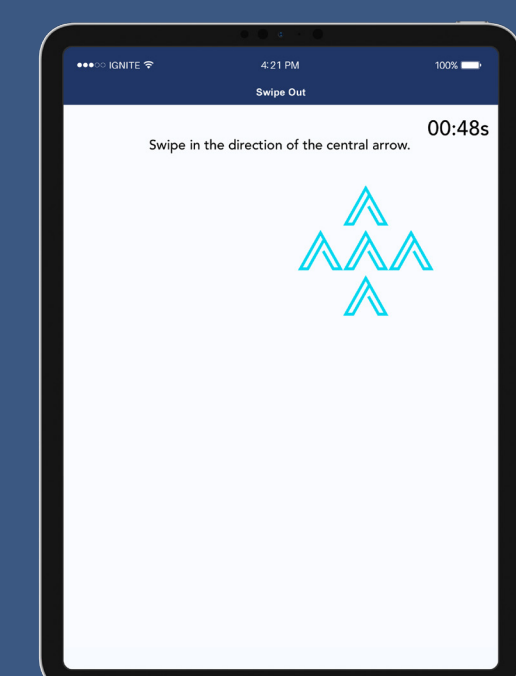 ●●●○○ IGNITE 4:21 PM 100%
Swipe Out
00:48s
Swipe in the direction of the central arrow.